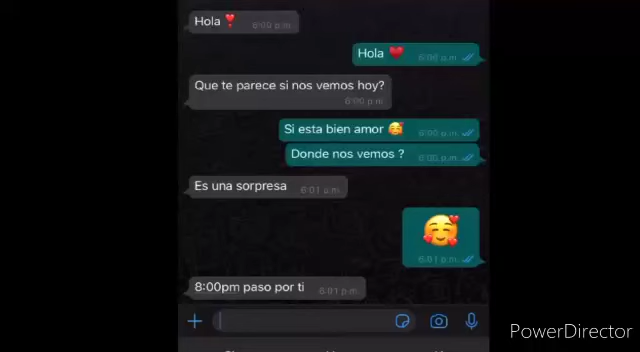 Hola
6:00 p.m.
Hola
6:00 p.m.
Que te parece si nos vemos hoy?
6:00 p.m.
Si esta bien amor 🥰
6:00 p.m.
Donde nos vemos ?
6:00 p.m.
Es una sorpresa
6:01 p.m.
🥰
6:01 p.m.
8:00pm paso por ti
6:01 p.m.
PowerDirector